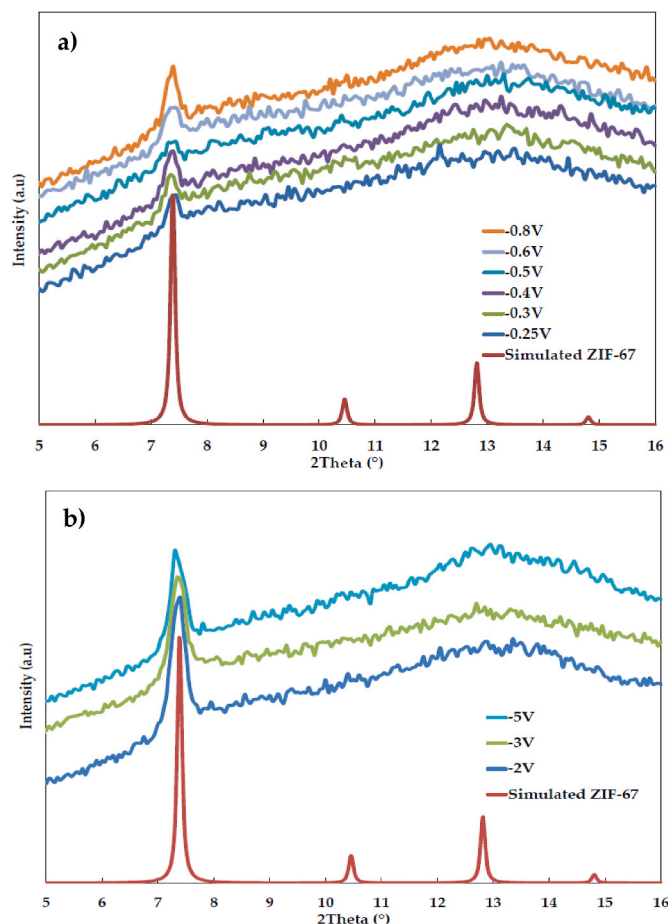 a)
Intensity (a.u)
-0.8V
-0.6V
-0.5V
-0.4V
-0.3V
-0.25V
Simulated ZIF-67
5 6 7 8 9 10 11 12 13 14 15 16
2Theta (°)
b)
Intensity (a.u)
-5V
-3V
-2V
Simulated ZIF-67
5 6 7 8 9 10 11 12 13 14 15 16
2Theta (°)